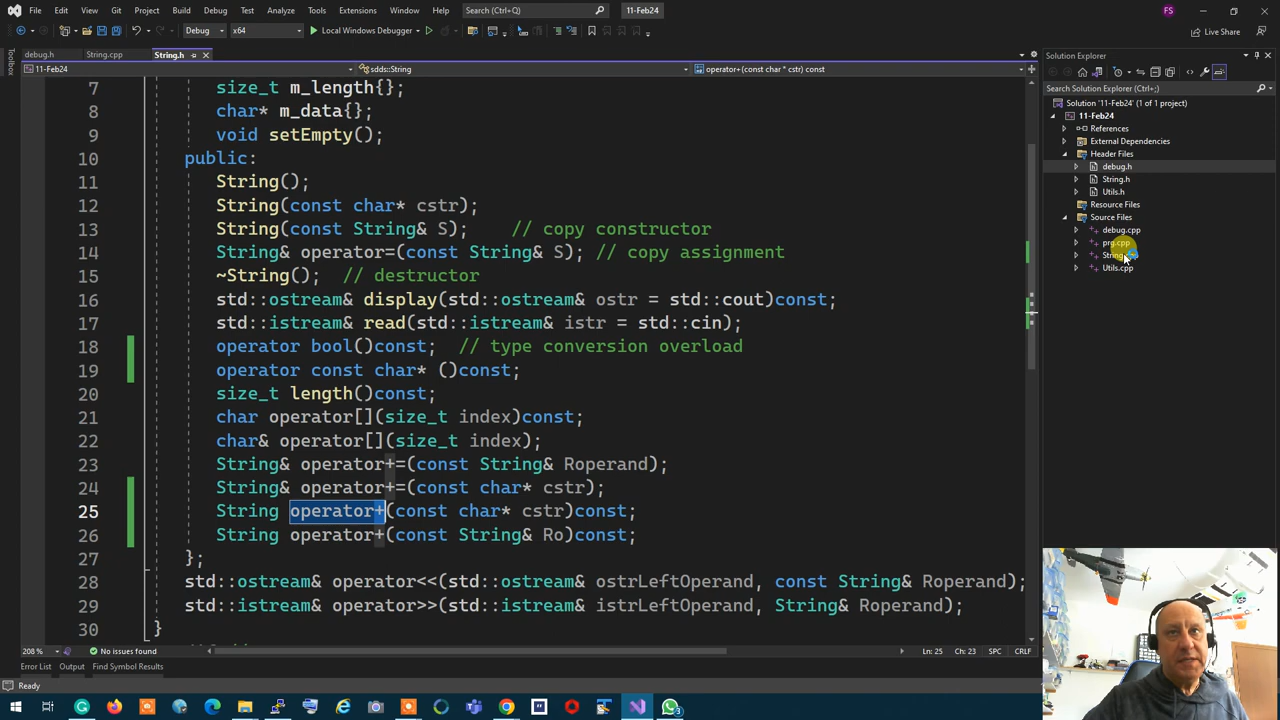 File Edit View Git Project Build Debug Test Analyze Tools Extensions Window Help Search (Ctrl+Q) 11-Feb24 FS
Debug x64 Local Windows Debugger Live Share
debug.h String.cpp String.h
11-Feb24 sdds::String operator+(const char * cstr) const
7 size_t m_length{};
8 char* m_data{};
9 void setEmpty();
10 public:
11 String();
12 String(const char* cstr);
13 String(const String& S); // copy constructor
14 String& operator=(const String& S); // copy assignment
15 ~String(); // destructor
16 std::ostream& display(std::ostream& ostr = std::cout)const;
17 std::istream& read(std::istream& istr = std::cin);
18 operator bool()const; // type conversion overload
19 operator const char* ()const;
20 size_t length()const;
21 char operator[](size_t index)const;
22 char& operator[](size_t index);
23 String& operator+=(const String& Roperand);
24 String& operator+=(const char* cstr);
25 String operator+(const char* cstr)const;
26 String operator+(const String& Ro)const;
27 };
28 std::ostream& operator<<(std::ostream& ostrLeftOperand, const String& Roperand);
29 std::istream& operator>>(std::istream& istrLeftOperand, String& Roperand);
30 }
208 % No issues found Ln: 25 Ch: 23 SPC CRLF
Error List Output Find Symbol Results
Ready
Toolbox
Solution Explorer
Search Solution Explorer (Ctrl+;)
Solution '11-Feb24' (1 of 1 project)
11-Feb24
References
External Dependencies
Header Files
debug.h
String.h
Utils.h
Resource Files
Source Files
debug.cpp
prg.cpp
Utils.cpp